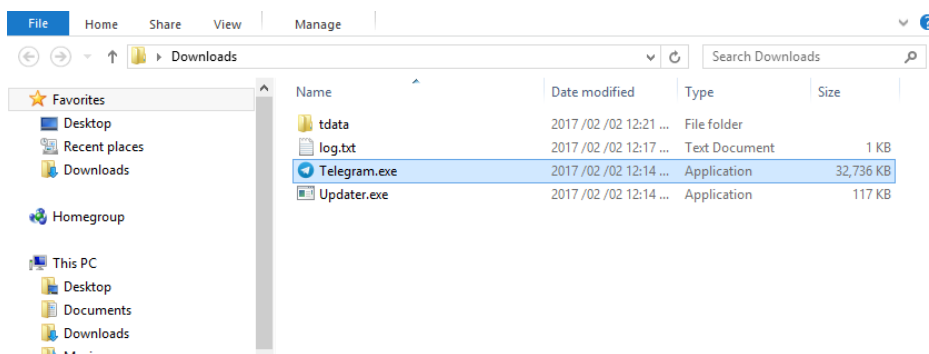 File Home Share View Manage
Downloads Search Downloads
Name Date modified Type Size
Favorites
Desktop
Recent places
Downloads
Homegroup
This PC
Desktop
Documents
Downloads
tdata 2017 /02 /02 12:21 ... File folder
log.txt 2017 /02 /02 12:17 ... Text Document 1 KB
Telegram.exe 2017 /02 /02 12:14 ... Application 32,736 KB
Updater.exe 2017 /02 /02 12:14 ... Application 117 KB